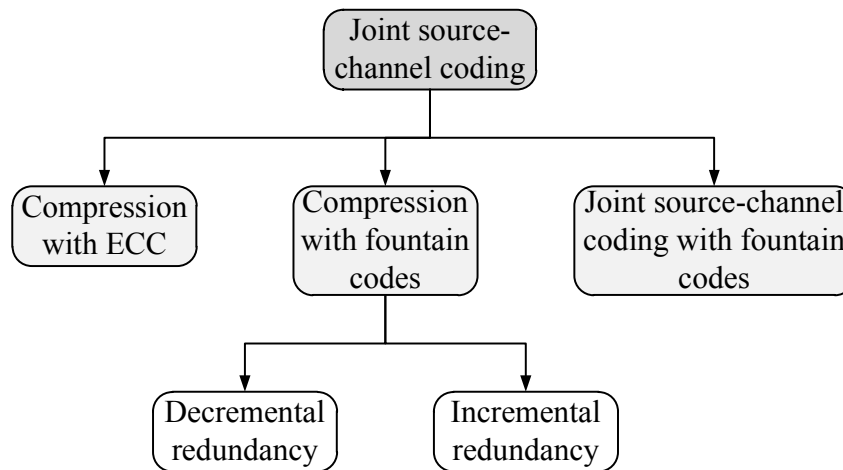 Joint source-
channel coding
Compression
with ECC
Compression
with fountain
codes
Joint source-channel
coding with fountain
codes
Decremental
redundancy
Incremental
redundancy